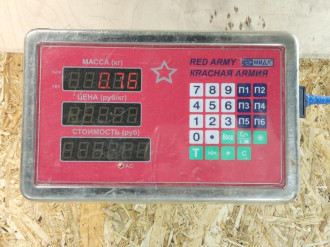 МАССА (кг)
0.76
ЦЕНА (руб/кг)
СТОИМОСТЬ (руб)
RED ARMY
КРАСНАЯ АРМИЯ
7 8 9 П1 П2
4 5 6 П3 П4
1 2 3 П5 П6
0 •
T C